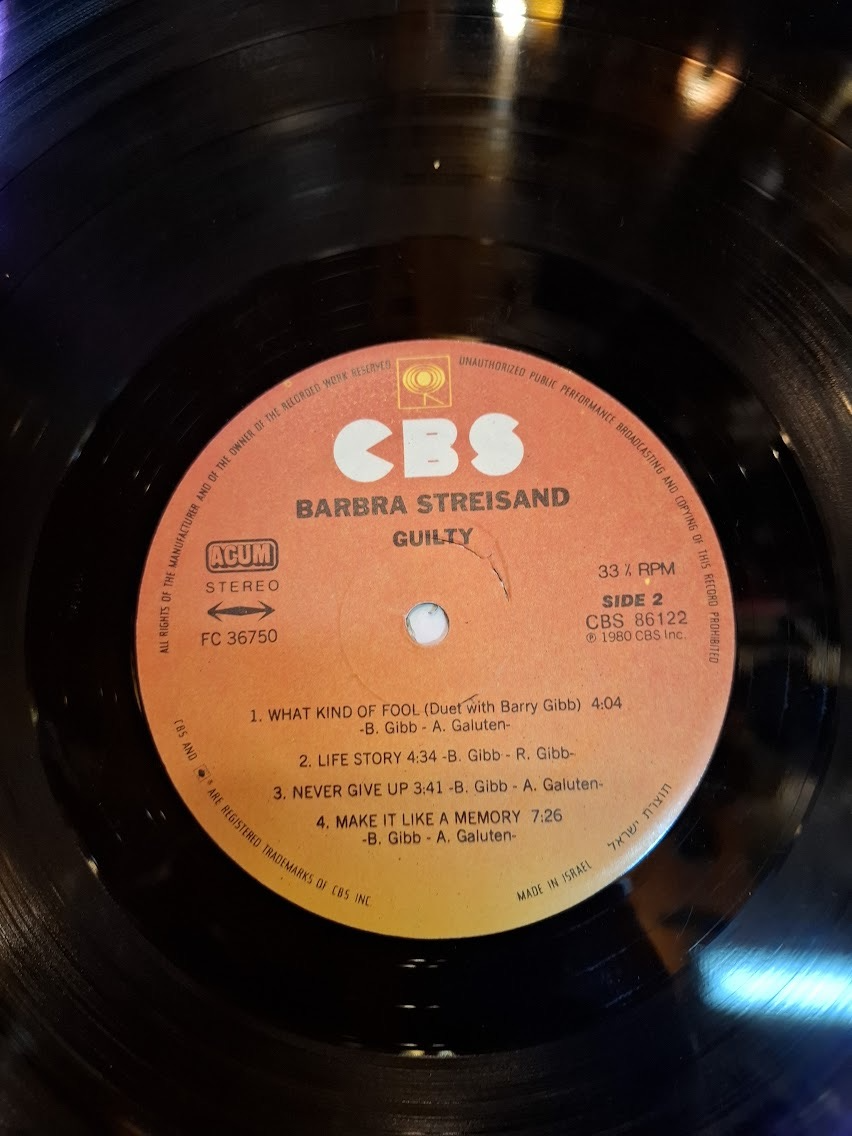 ALL RIGHTS OF THE MANUFACTURER AND OF THE OWNER OF THE RECORDED WORK RESERVED
UNAUTHORIZED PUBLIC PERFORMANCE BROADCASTING AND COPYING OF THIS RECORD PROHIBITED
CBS
BARBRA STREISAND
GUILTY
ACUM
STEREO
FC 36750
33⅓ RPM
SIDE 2
CBS 86122
℗ 1980 CBS Inc.
1. WHAT KIND OF FOOL (Duet with Barry Gibb) 4:04
-B. Gibb - A. Galuten-
2. LIFE STORY 4:34 -B. Gibb - R. Gibb-
3. NEVER GIVE UP 3:41 -B. Gibb - A. Galuten-
4. MAKE IT LIKE A MEMORY 7:26
-B. Gibb - A. Galuten-
CBS AND ® ARE REGISTERED TRADEMARKS OF CBS INC
MADE IN ISRAEL
תוצרת ישראל